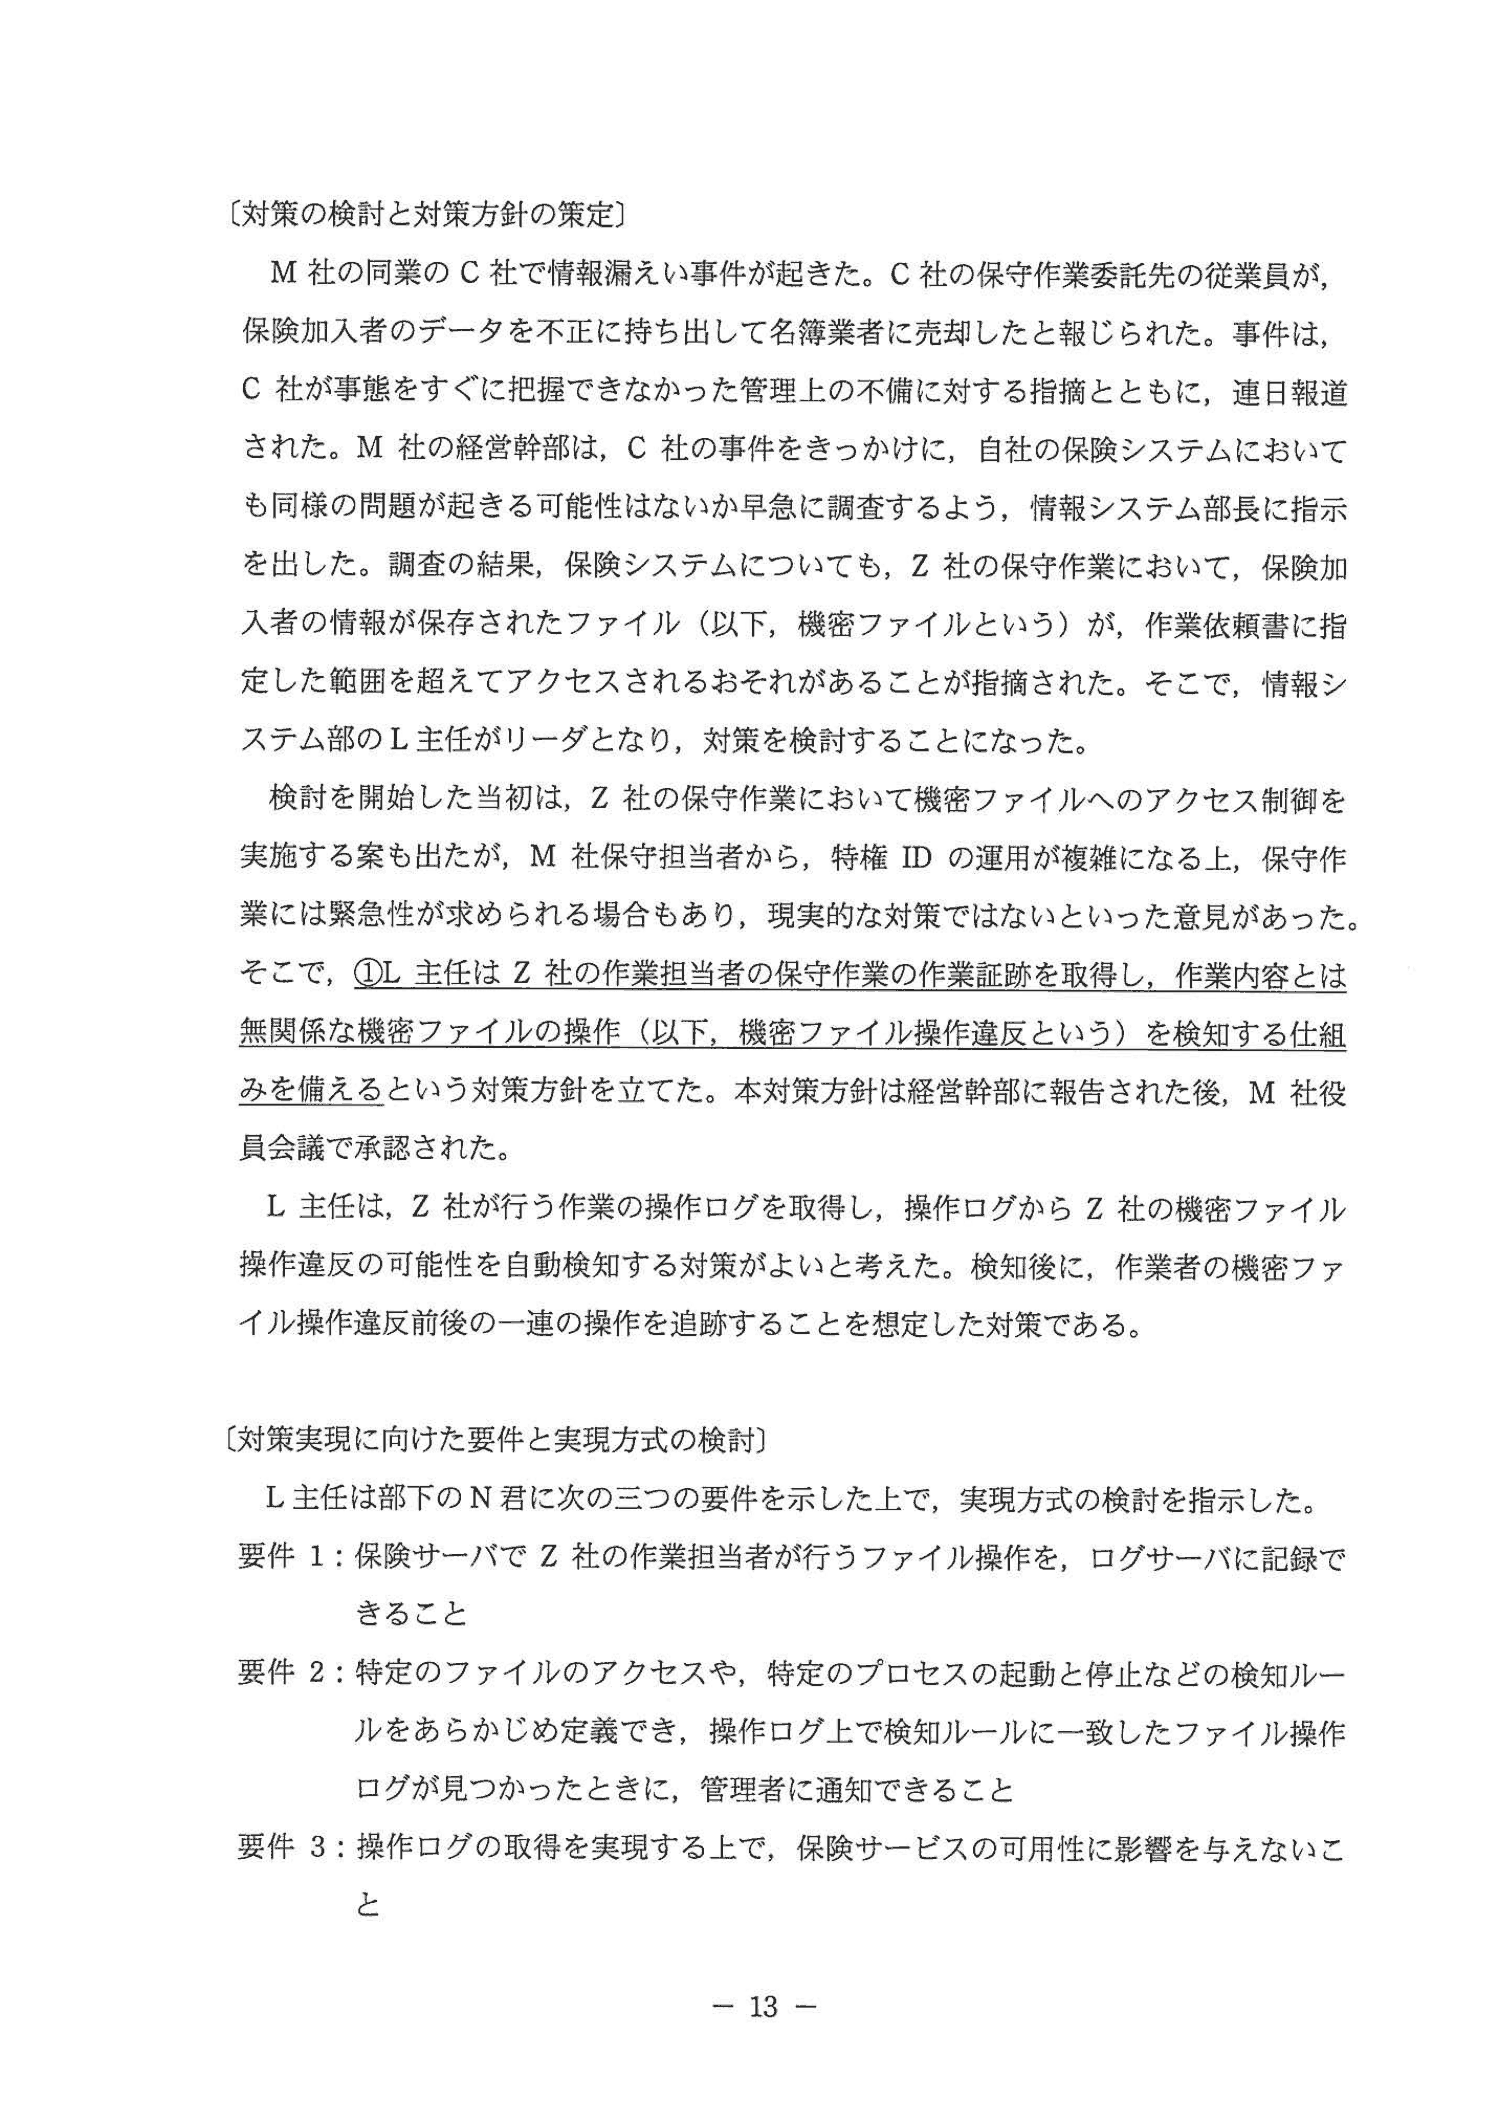 〔対策の検討と対策方針の策定〕
M 社の同業の C 社で情報漏えい事件が起きた。C 社の保守作業委託先の従業員が，
保険加入者のデータを不正に持ち出して名簿業者に売却したと報じられた。事件は，
C 社が事態をすぐに把握できなかった管理上の不備に対する指摘とともに，連日報道
された。M 社の経営幹部は，C 社の事件をきっかけに，自社の保険システムにおいて
も同様の問題が起きる可能性はないか早急に調査するよう，情報システム部長に指示
を出した。調査の結果，保険システムについても，Z 社の保守作業において，保険加
入者の情報が保存されたファイル（以下，機密ファイルという）が，作業依頼書に指
定した範囲を超えてアクセスされるおそれがあることが指摘された。そこで，情報シ
ステム部の L 主任がリーダとなり，対策を検討することになった。
検討を開始した当初は，Z 社の保守作業において機密ファイルへのアクセス制御を
実施する案も出たが，M 社保守担当者から，特権 ID の運用が複雑になる上，保守作
業には緊急性が求められる場合もあり，現実的な対策ではないといった意見があった。
そこで，①L 主任は Z 社の作業担当者の保守作業の作業証跡を取得し，作業内容とは
無関係な機密ファイルの操作（以下，機密ファイル操作違反という）を検知する仕組
みを備えるという対策方針を立てた。本対策方針は経営幹部に報告された後，M 社役
員会議で承認された。
L 主任は，Z 社が行う作業の操作ログを取得し，操作ログから Z 社の機密ファイル
操作違反の可能性を自動検知する対策がよいと考えた。検知後に，作業者の機密ファ
イル操作違反前後の一連の操作を追跡することを想定した対策である。
〔対策実現に向けた要件と実現方式の検討〕
L 主任は部下の N 君に次の三つの要件を示した上で，実現方式の検討を指示した。
要件 1：保険サーバで Z 社の作業担当者が行うファイル操作を，ログサーバに記録で
きること
要件 2：特定のファイルのアクセスや，特定のプロセスの起動と停止などの検知ルー
ルをあらかじめ定義でき，操作ログ上で検知ルールに一致したファイル操作
ログが見つかったときに，管理者に通知できること
要件 3：操作ログの取得を実現する上で，保険サービスの可用性に影響を与えないこ
と
－ 13 －